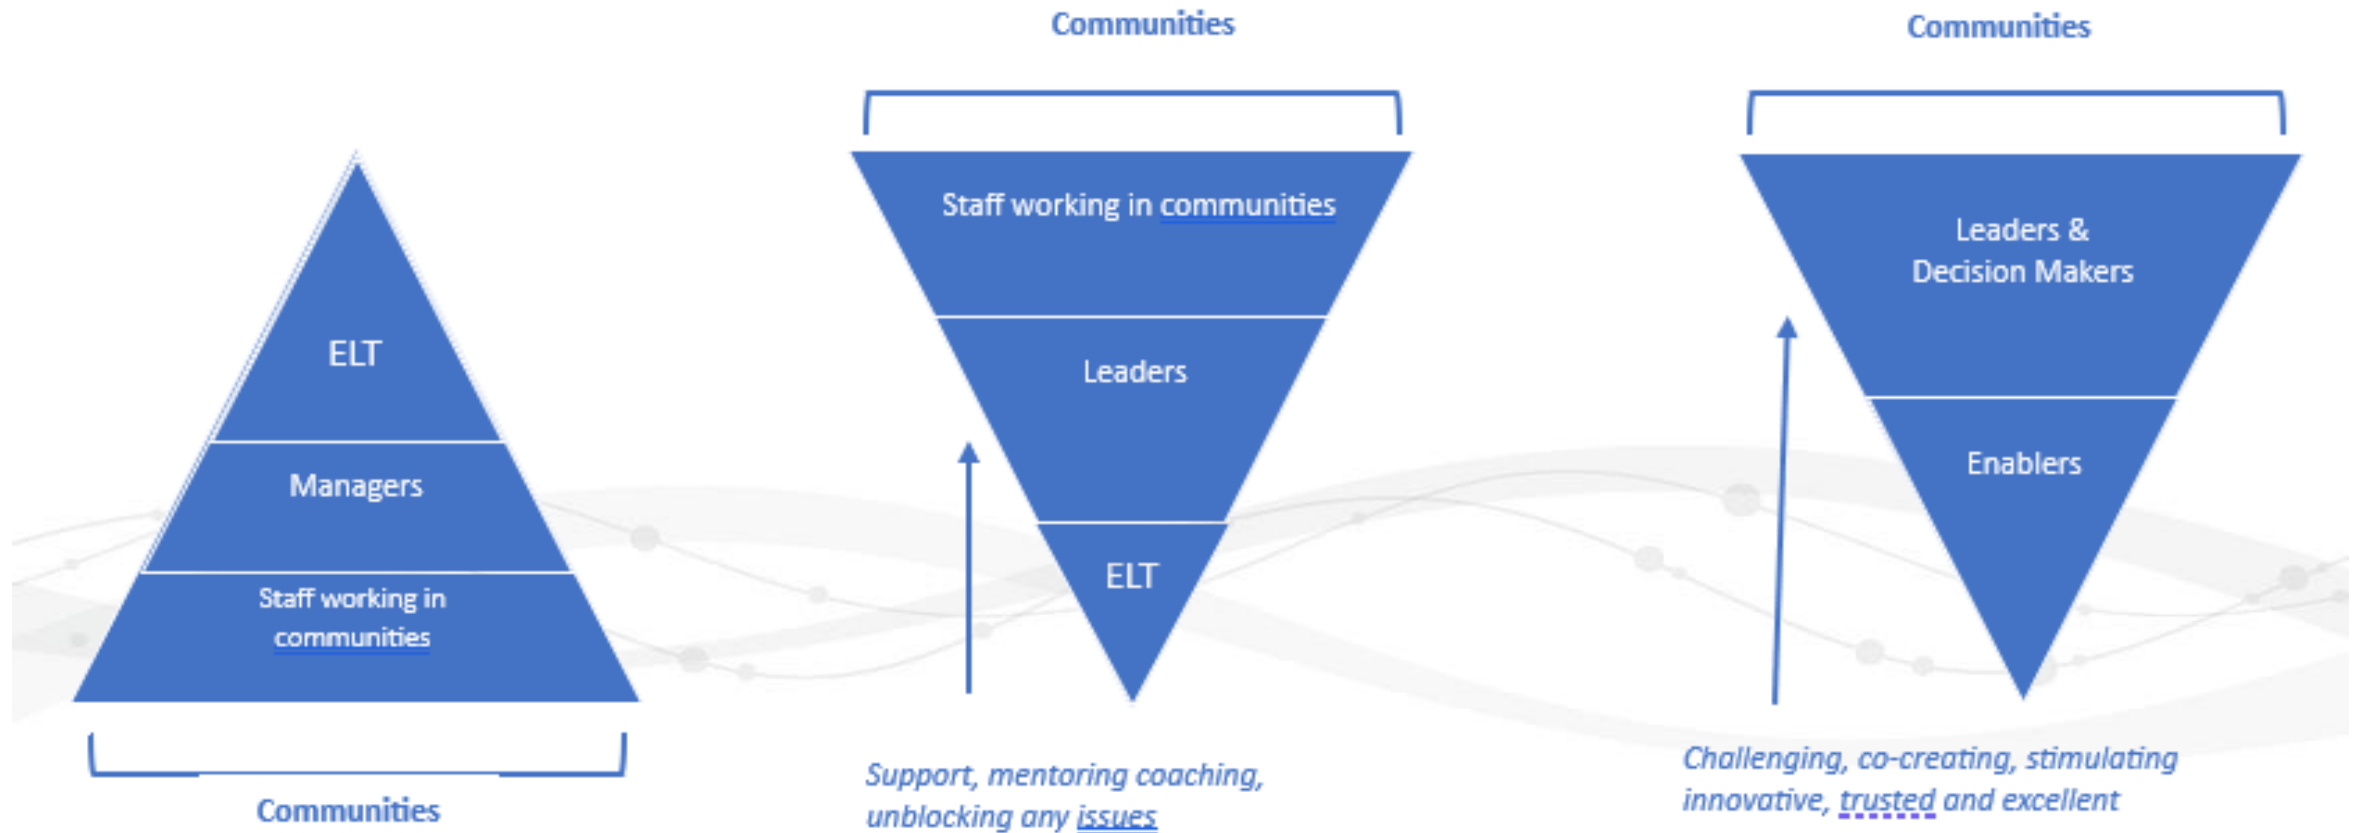 ELT
Managers
Staff working in
communities
Communities
Communities
Staff working in communities
Leaders
ELT
Support, mentoring coaching,
unblocking any issues
Communities
Leaders &
Decision Makers
Enablers
Challenging, co-creating, stimulating
innovative, trusted and excellent